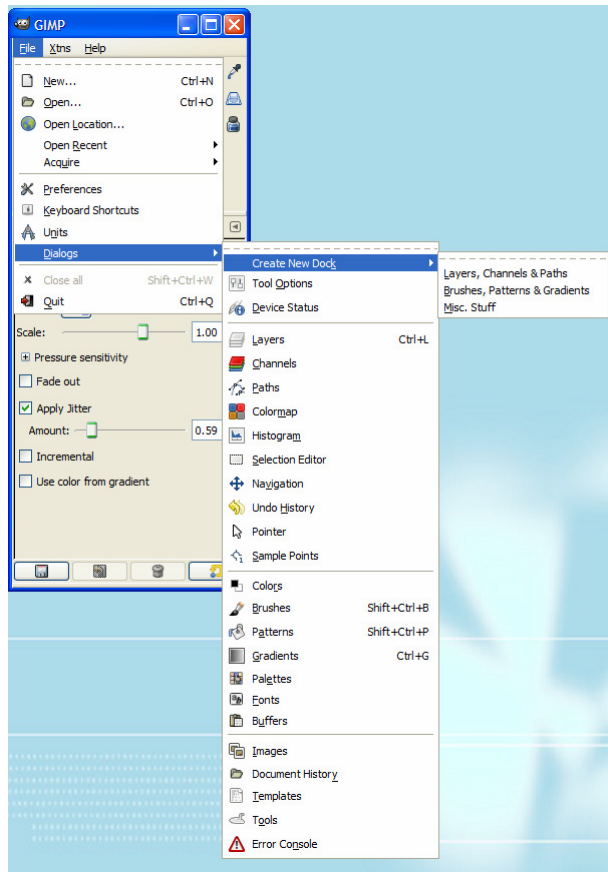 GIMP
File Xtns Help
New... Ctrl+N
Open... Ctrl+O
Open Location...
Open Recent
Acquire
Preferences
Keyboard Shortcuts
Units
Dialogs
Close all Shift+Ctrl+W
Quit Ctrl+Q
Scale: 1.00
Pressure sensitivity
Fade out
Apply Jitter
Amount: 0.59
Incremental
Use color from gradient
Create New Dock
Tool Options
Device Status
Layers Ctrl+L
Channels
Paths
Colormap
Histogram
Selection Editor
Navigation
Undo History
Pointer
Sample Points
Colors
Brushes Shift+Ctrl+B
Patterns Shift+Ctrl+P
Gradients Ctrl+G
Palettes
Fonts
Buffers
Images
Document History
Templates
Tools
Error Console
Layers, Channels & Paths
Brushes, Patterns & Gradients
Misc. Stuff